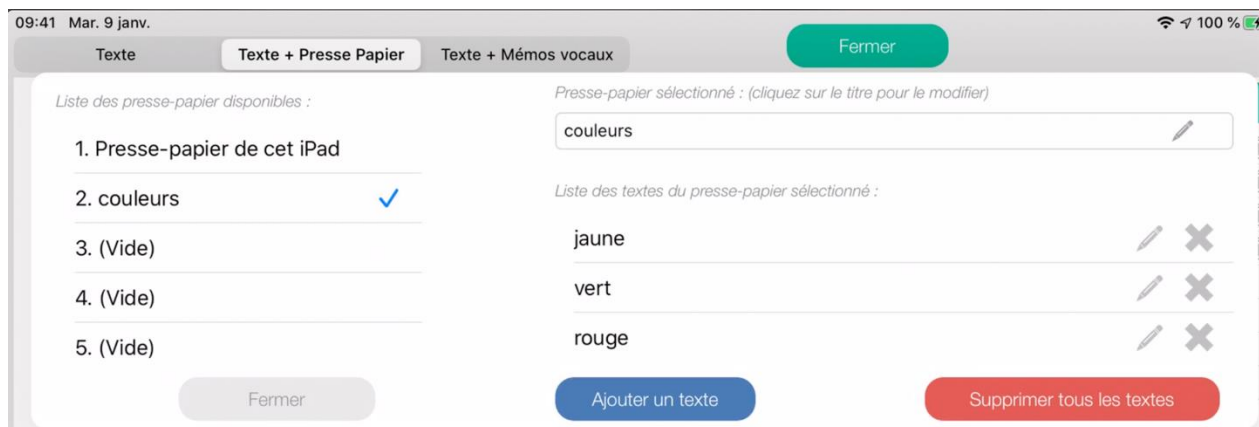 09:41 Mar. 9 janv.
100 %
Texte
Texte + Presse Papier
Texte + Mémos vocaux
Fermer
Liste des presse-papier disponibles :
1. Presse-papier de cet iPad
2. couleurs
3. (Vide)
4. (Vide)
5. (Vide)
Fermer
Presse-papier sélectionné : (cliquez sur le titre pour le modifier)
couleurs
Liste des textes du presse-papier sélectionné :
jaune
vert
rouge
Ajouter un texte
Supprimer tous les textes